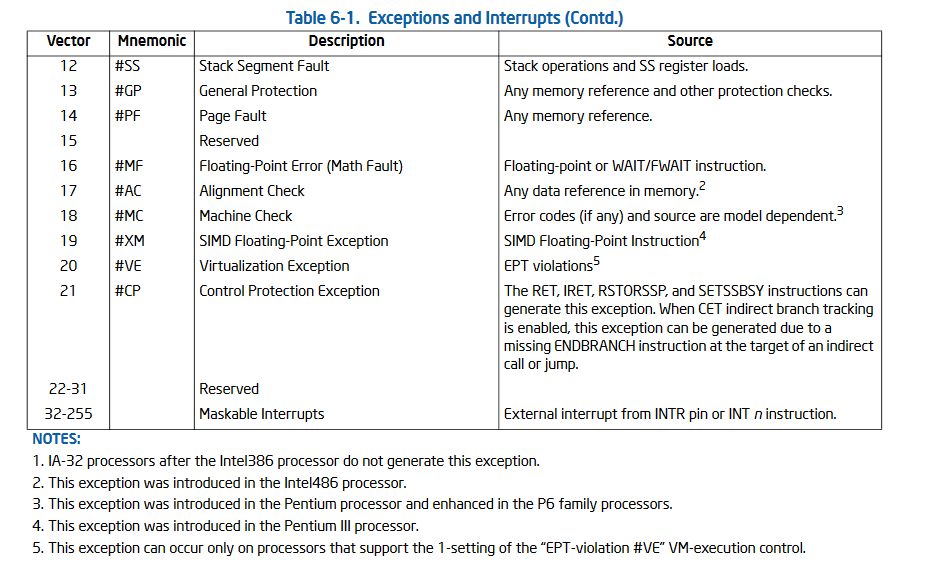 Table 6-1. Exceptions and Interrupts (Contd.)
Vector Mnemonic Description Source
12 #SS Stack Segment Fault Stack operations and SS register loads.
13 #GP General Protection Any memory reference and other protection checks.
14 #PF Page Fault Any memory reference.
15 Reserved
16 #MF Floating-Point Error (Math Fault) Floating-point or WAIT/FWAIT instruction.
17 #AC Alignment Check Any data reference in memory.2
18 #MC Machine Check Error codes (if any) and source are model dependent.3
19 #XM SIMD Floating-Point Exception SIMD Floating-Point Instruction4
20 #VE Virtualization Exception EPT violations5
21 #CP Control Protection Exception The RET, IRET, RSTORSSP, and SETSSBSY instructions can
generate this exception. When CET indirect branch tracking
is enabled, this exception can be generated due to a
missing ENDBRANCH instruction at the target of an indirect
call or jump.
22-31 Reserved
32-255 Maskable Interrupts External interrupt from INTR pin or INT n instruction.
NOTES:
1. IA-32 processors after the Intel386 processor do not generate this exception.
2. This exception was introduced in the Intel486 processor.
3. This exception was introduced in the Pentium processor and enhanced in the P6 family processors.
4. This exception was introduced in the Pentium III processor.
5. This exception can occur only on processors that support the 1-setting of the “EPT-violation #VE” VM-execution control.